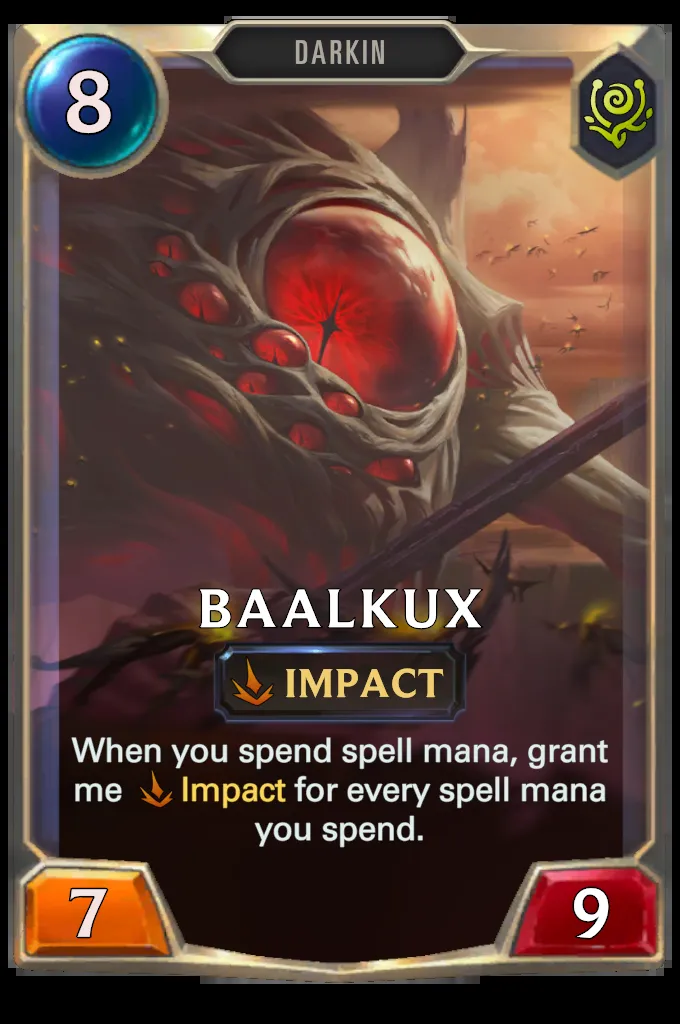 DARKIN
8
BAALKUX
IMPACT
When you spend spell mana, grant
me Impact for every spell mana
you spend.
7
9